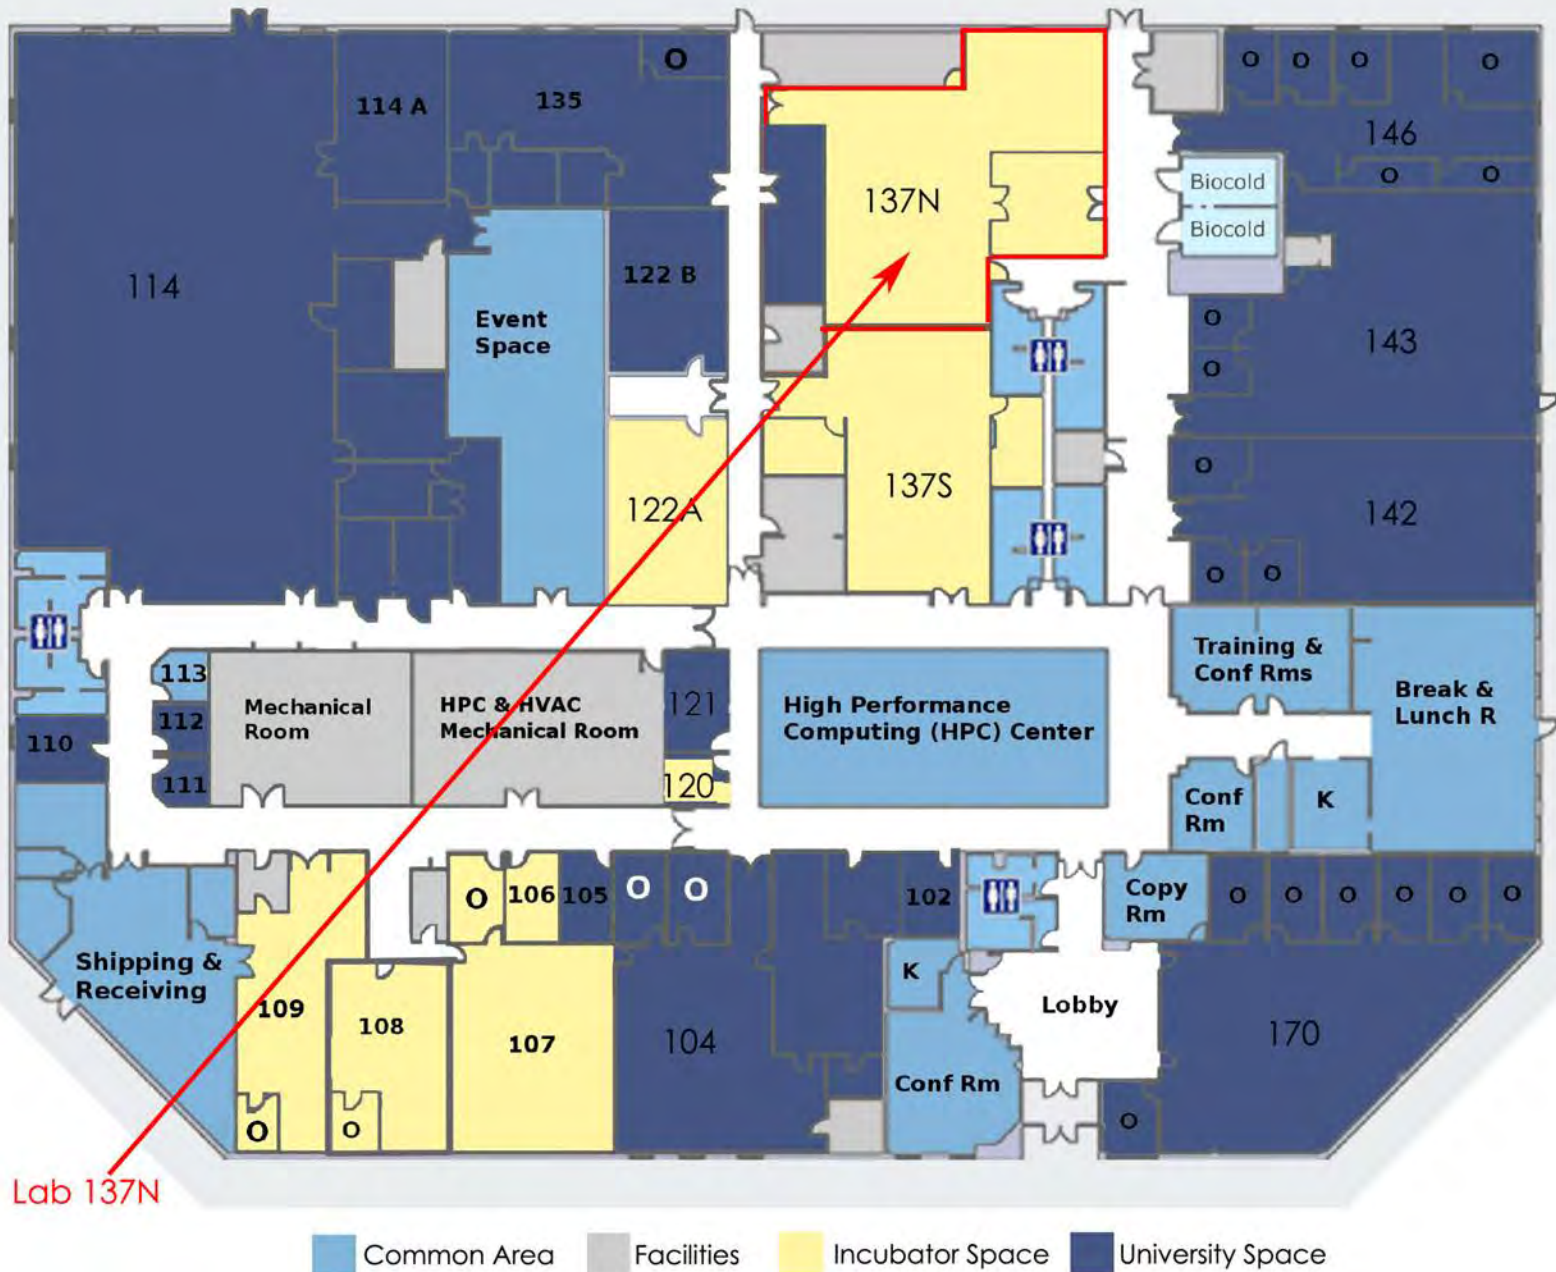 O
O
O
O
O
114 A
135
146
Biocold
O
O
137N
Biocold
122 B
114
Event
Space
O
143
O
O
137S
122A
142
O
O
Training &
Conf Rms
113
Mechanical
Room
HPC & HVAC
Mechanical Room
121
High Performance
Computing (HPC) Center
Break &
Lunch R
112
110
111
120
Conf
Rm
K
106
105
O
O
O
102
Copy
Rm
O
O
O
O
O
O
Shipping &
Receiving
K
109
108
107
104
Lobby
170
Conf Rm
O
O
O
Lab 137N
Common Area
Facilities
Incubator Space
University Space